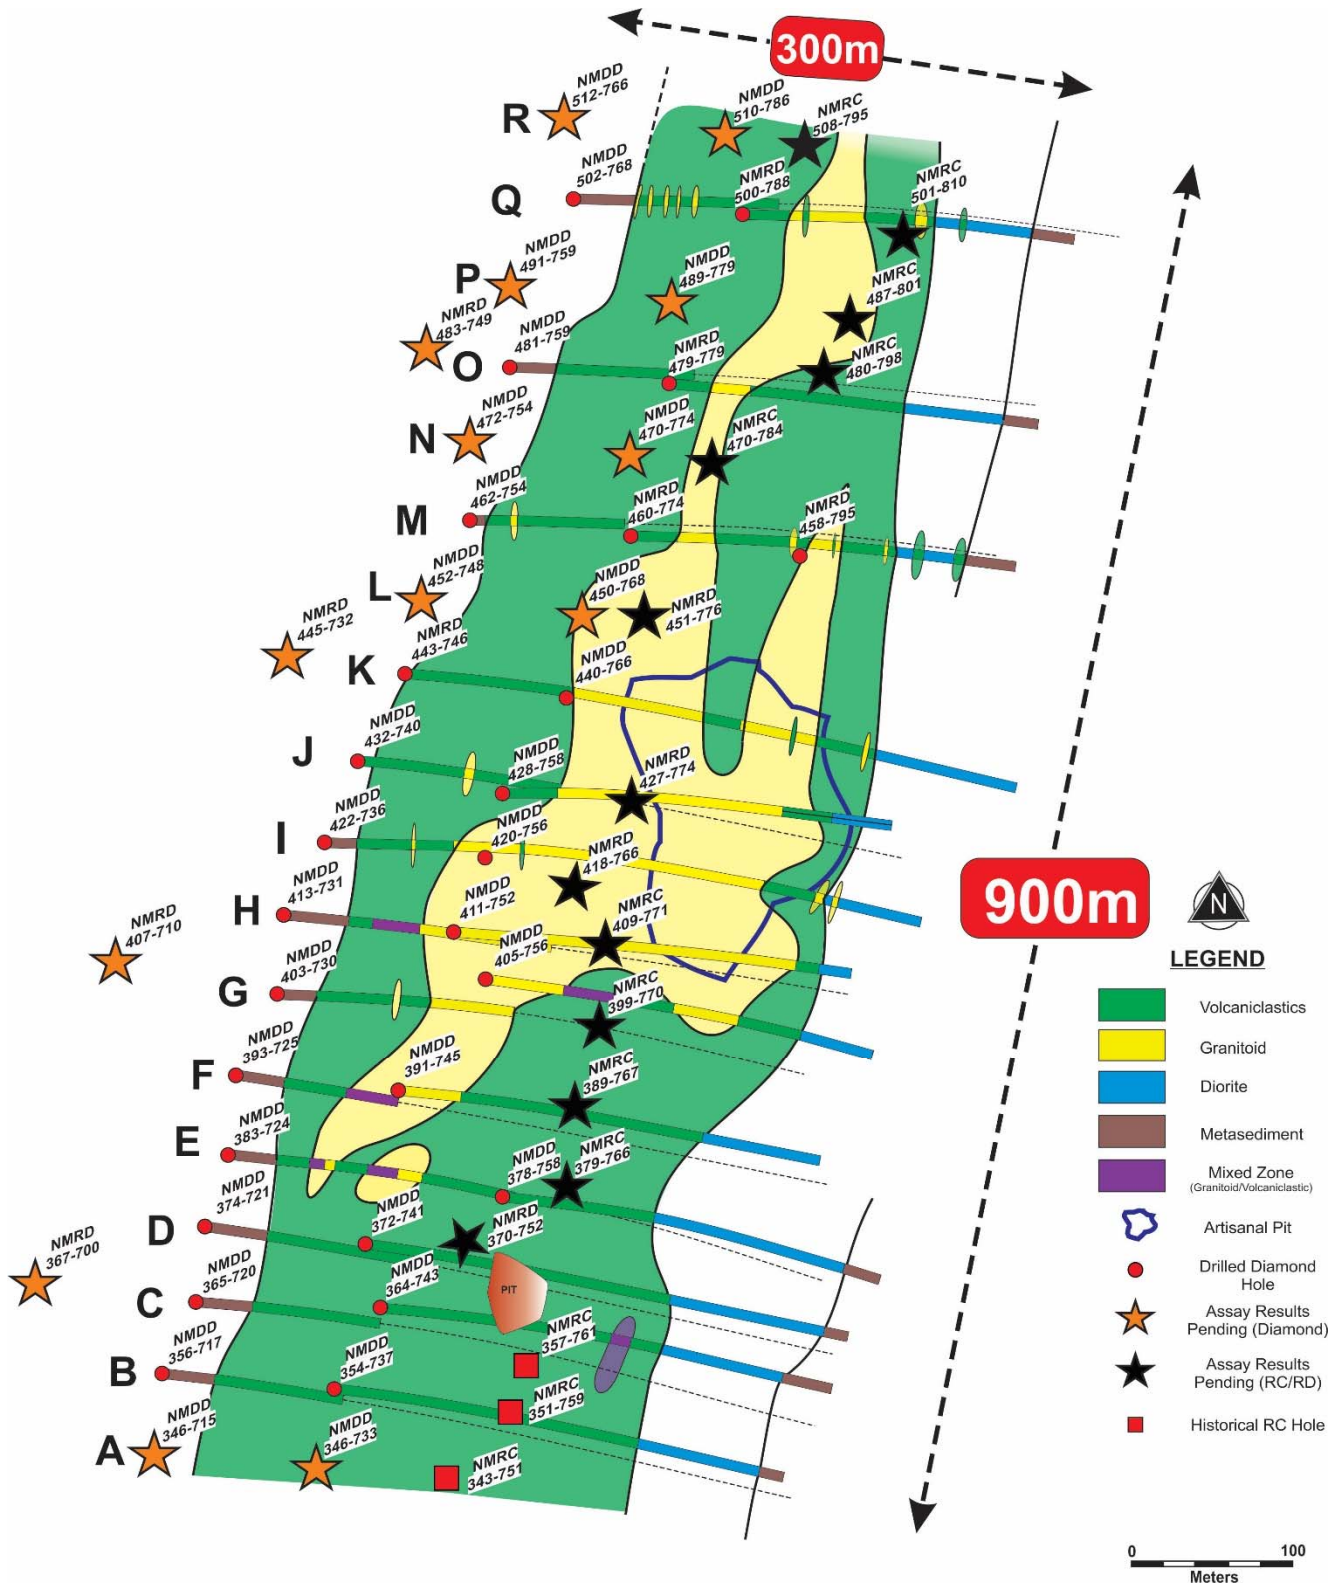 300m
NMDD
512-766
R
NMDD
510-786
NMRC
508-795
NMDD
502-768
Q
NMRD
500-788
NMRC
501-810
NMDD
491-759
P
NMDD
489-779
NMRC
487-801
NMRD
483-749
NMDD
481-759
O
NMRD
479-779
NMRC
480-798
NMDD
472-754
N
NMDD
470-774
NMRC
470-784
NMDD
462-754
M
NMRD
460-774
NMRD
458-795
NMDD
452-748
L
NMDD
450-768
NMRD
451-776
NMRD
445-732
NMRD
443-746
K
NMDD
440-766
NMDD
432-740
J
NMDD
428-758
NMRD
427-774
NMDD
422-736
I
NMDD
420-756
NMRD
418-766
NMDD
413-731
H
NMDD
411-752
NMRC
409-771
NMRD
407-710
NMDD
405-756
NMDD
403-730
G
NMRC
399-770
NMDD
393-725
F
NMDD
391-745
NMRC
389-767
NMDD
383-724
E
NMDD
378-758
NMRC
379-766
NMDD
374-721
D
NMDD
372-741
NMRD
370-752
NMRD
367-700
NMDD
365-720
C
NMDD
364-743
PIT
NMRC
357-761
NMDD
356-717
B
NMDD
354-737
NMRC
351-759
NMDD
346-715
A
NMDD
346-733
NMRC
343-751
900m
N
LEGEND
Volcaniclastics
Granitoid
Diorite
Metasediment
Mixed Zone
(Granitoid/Volcaniclastic)
Artisanal Pit
Drilled Diamond
Hole
Assay Results
Pending (Diamond)
Assay Results
Pending (RC/RD)
Historical RC Hole
0 100
Meters